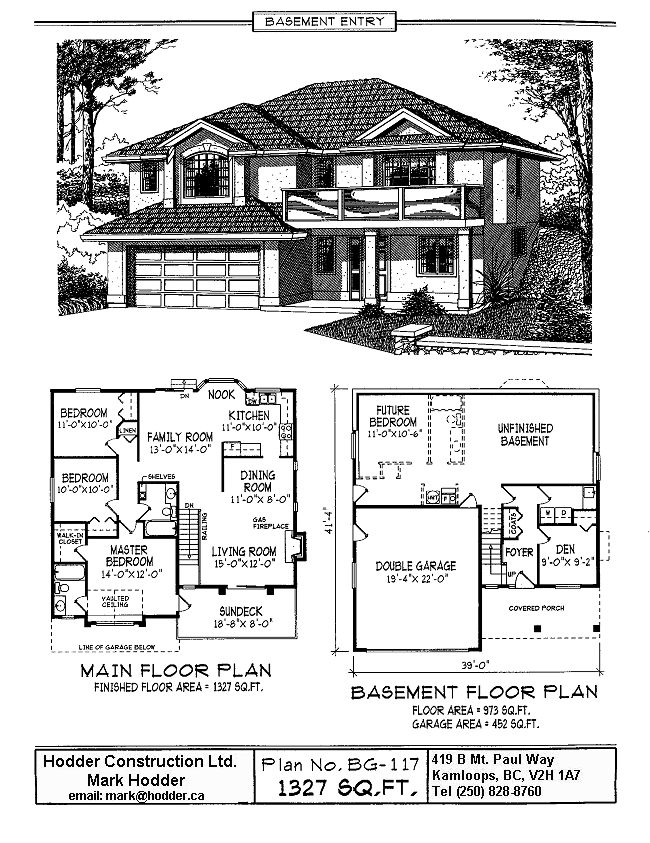 BASEMENT ENTRY
DN
NOOK
BEDROOM
11'-0"X10'-0"
LINEN
KITCHEN
11'-0"X10'-0"
FAMILY ROOM
13'-0"X14'-0"
F
BEDROOM
10'-0"X10'-0"
SHELVES
DINING
ROOM
11'-0"X 8'-0"
DN
RAILING
GAS
FIREPLACE
WALK-IN
CLOSET
MASTER
BEDROOM
14'-0"X12'-0"
LIVING ROOM
15'-0"X12'-0"
VAULTED
CEILING
SUNDECK
18'-8"X 8'-0"
LINE OF GARAGE BELOW
MAIN FLOOR PLAN
FINISHED FLOOR AREA = 1327 SQ.FT.
FUTURE
BEDROOM
11'-0"X10'-6"
UNFINISHED
BASEMENT
41'-4"
COATS
W D
DOUBLE GARAGE
19'-4"X 22'-0"
FOYER
UP
DEN
9'-0"X 9'-2"
COVERED PORCH
39'-0"
BASEMENT FLOOR PLAN
FLOOR AREA = 973 SQ.FT.
GARAGE AREA = 452 SQ.FT.
Hodder Construction Ltd.
Mark Hodder
email: mark@hodder.ca
Plan No. BG-117
1327 SQ.FT.
419 B Mt. Paul Way
Kamloops, BC, V2H 1A7
Tel (250) 828-8760